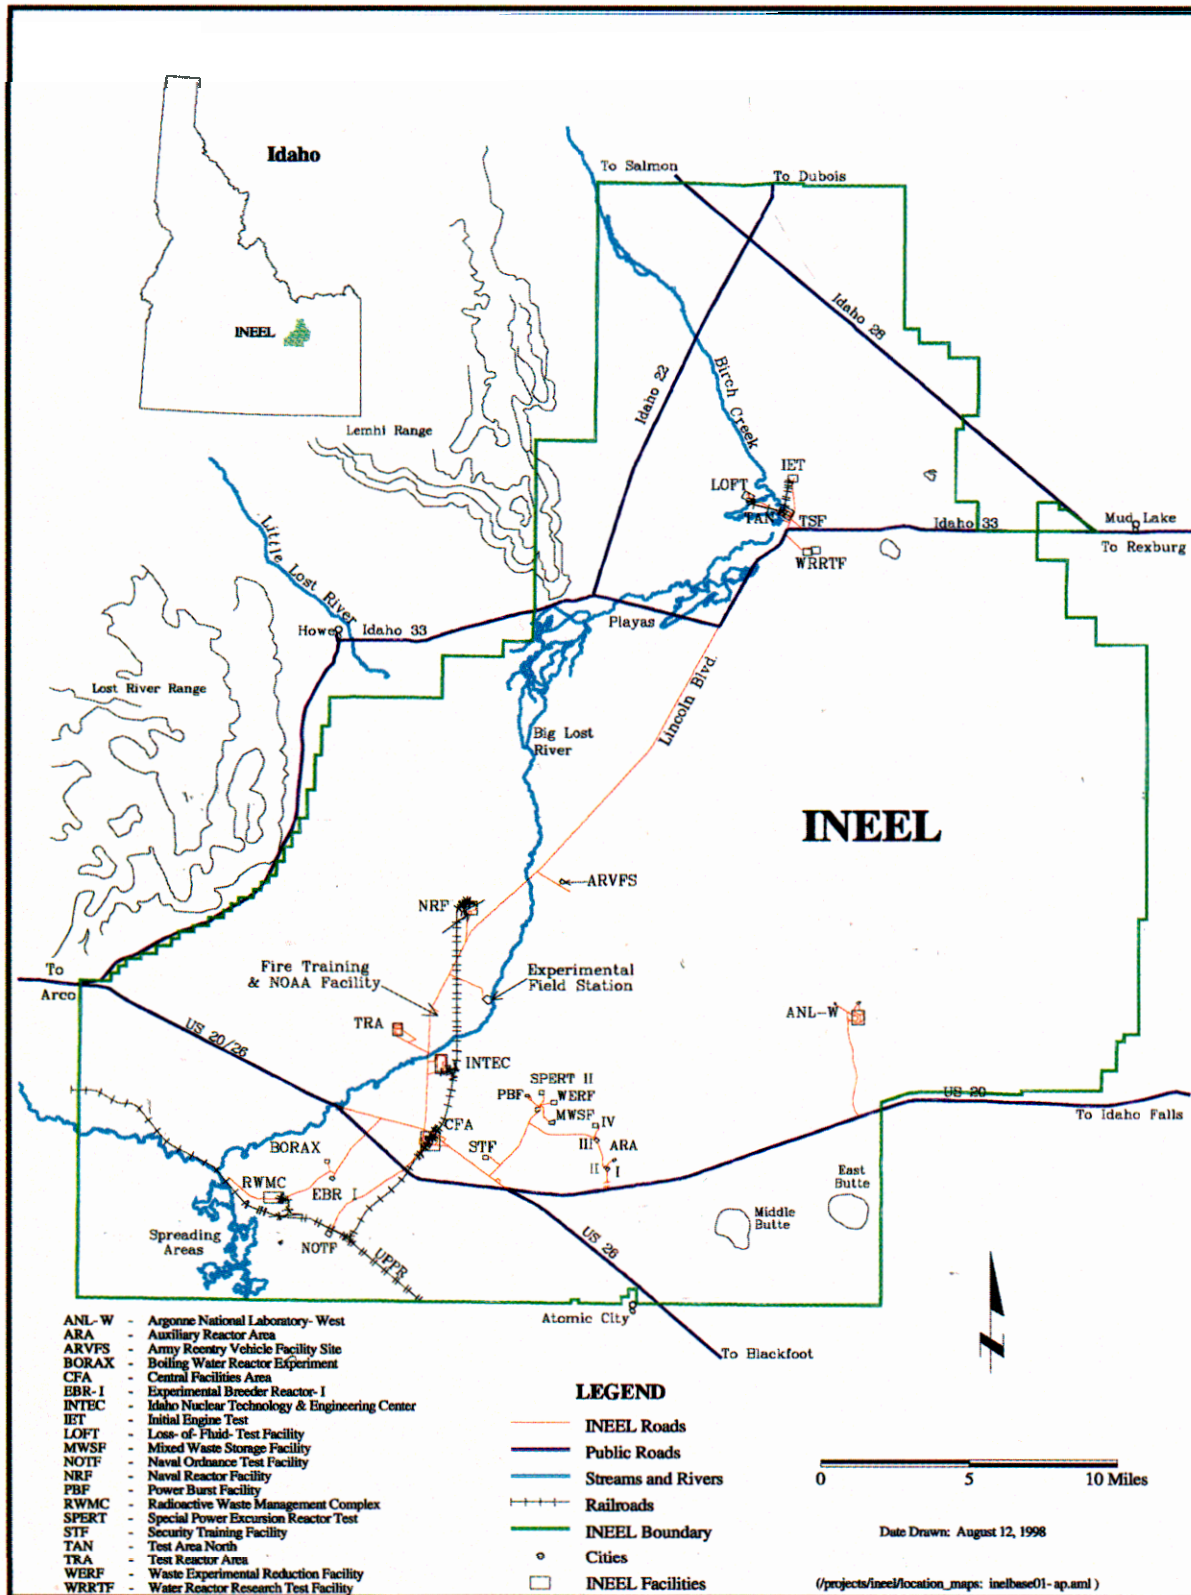 Idaho
INEEL
To Salmon
To Dubois
Idaho 28
Idaho 22
Birch Creek
Lemhi Range
IET
LOFT
TAN
TSF
Idaho 33
Mud Lake
To Rexburg
WRRTF
Little Lost River
Howe
Idaho 33
Playas
Lincoln Blvd.
Lost River Range
Big Lost
River
INEEL
ARVFS
NRF
To
Arco
Fire Training
& NOAA Facility
Experimental
Field Station
TRA
ANL-W
US 20/26
INTEC
SPERT II
PBF
WERF
MWSF
IV
US 20
To Idaho Falls
CFA
STF
III
ARA
II
I
BORAX
RWMC
EBR I
East
Butte
Middle
Butte
Spreading
Areas
NOTF
UPPR
US 26
Atomic City
To Blackfoot
N
ANL-W - Argonne National Laboratory-West
ARA - Auxiliary Reactor Area
ARVFS - Army Reentry Vehicle Facility Site
BORAX - Boiling Water Reactor Experiment
CFA - Central Facilities Area
EBR-I - Experimental Breeder Reactor-I
INTEC - Idaho Nuclear Technology & Engineering Center
IET - Initial Engine Test
LOFT - Loss-of-Fluid-Test Facility
MWSF - Mixed Waste Storage Facility
NOTF - Naval Ordnance Test Facility
NRF - Naval Reactor Facility
PBF - Power Burst Facility
RWMC - Radioactive Waste Management Complex
SPERT - Special Power Excursion Reactor Test
STF - Security Training Facility
TAN - Test Area North
TRA - Test Reactor Area
WERF - Waste Experimental Reduction Facility
WRRTF - Water Reactor Research Test Facility
LEGEND
INEEL Roads
Public Roads
Streams and Rivers
Railroads
INEEL Boundary
Cities
INEEL Facilities
0 5 10 Miles
Date Drawn: August 12, 1998
(/projects/ineel/location_maps: inelbase01-ap.aml )